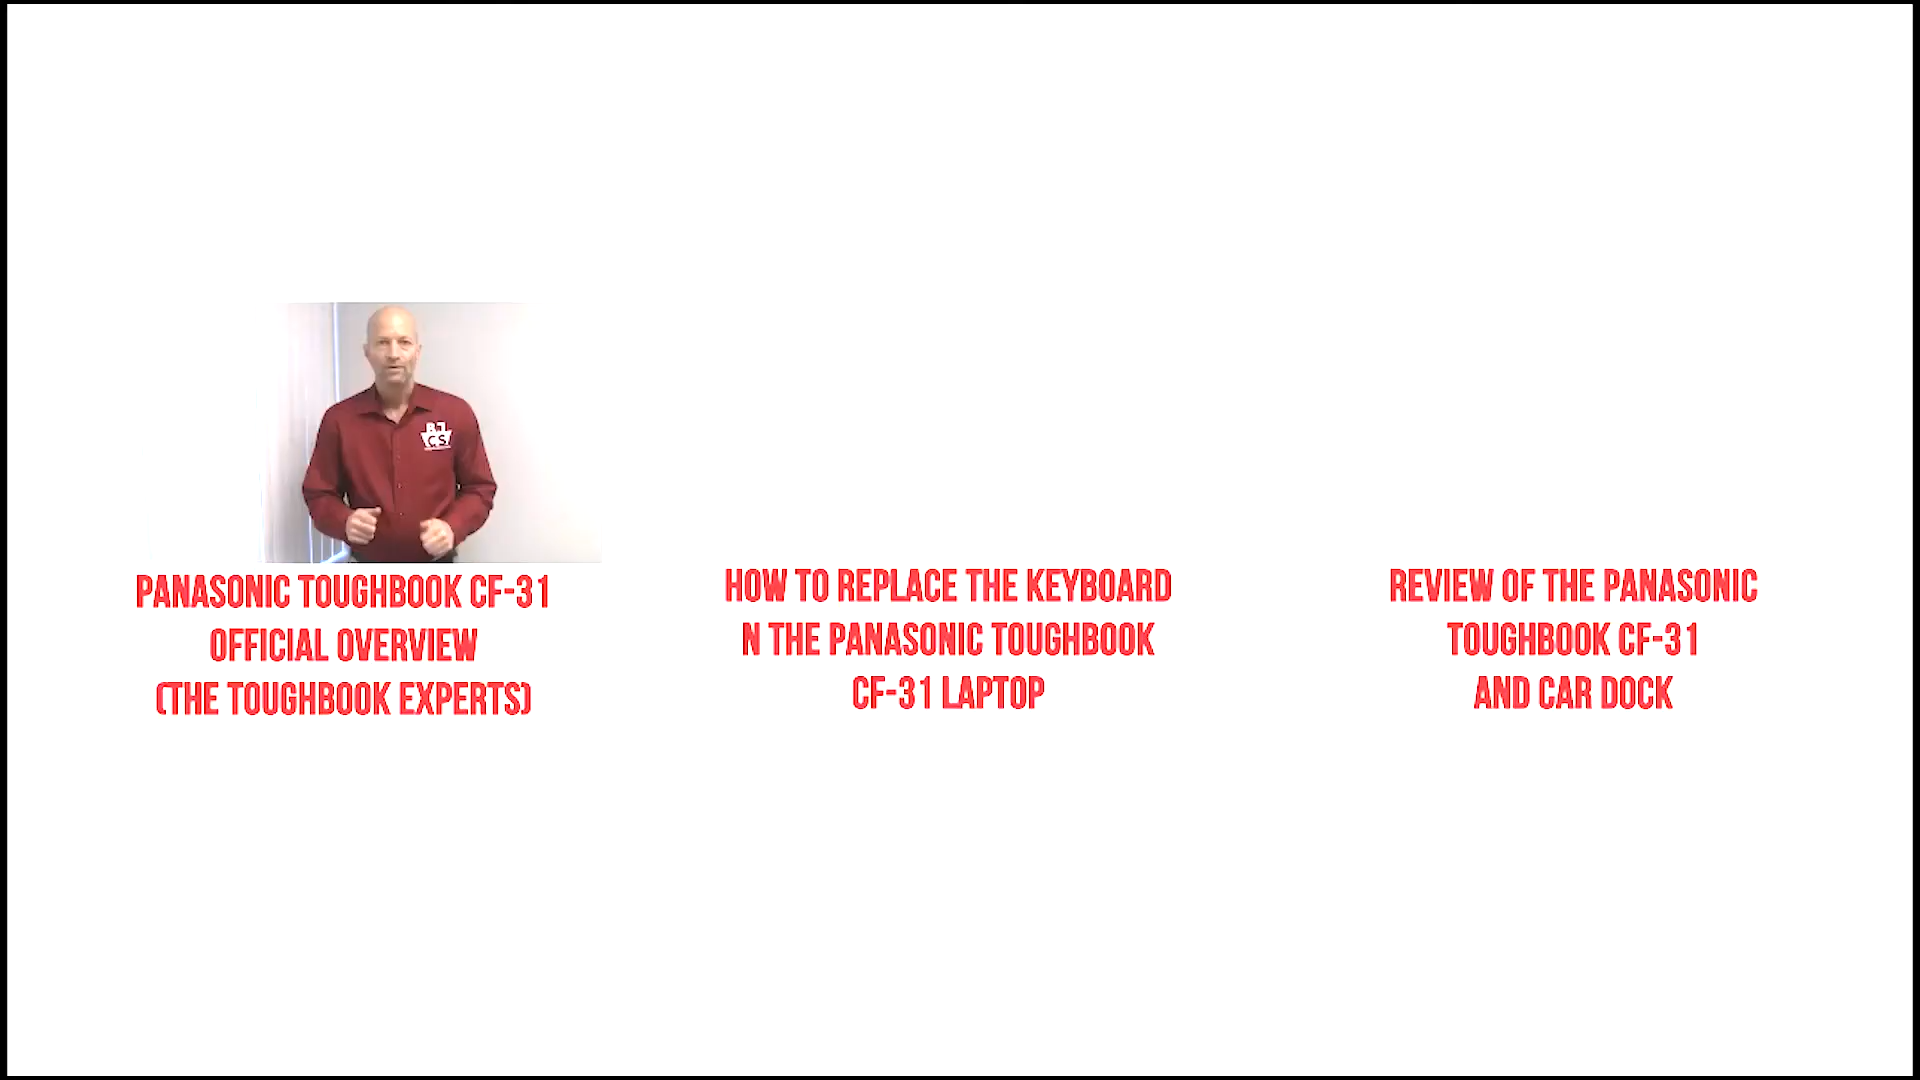 PANASONIC TOUGHBOOK CF-31
OFFICIAL OVERVIEW
(THE TOUGHBOOK EXPERTS)
HOW TO REPLACE THE KEYBOARD
N THE PANASONIC TOUGHBOOK
CF-31 LAPTOP
REVIEW OF THE PANASONIC
TOUGHBOOK CF-31
AND CAR DOCK
CS